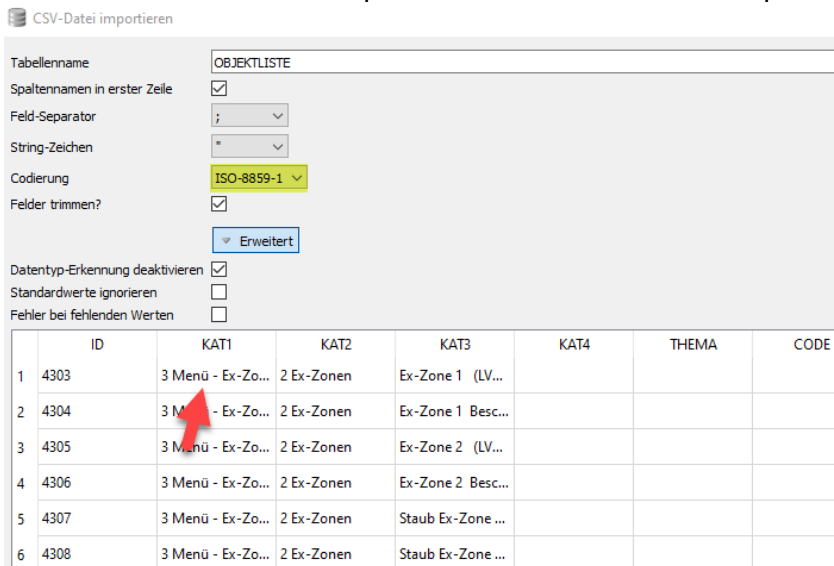 CSV-Datei importieren
Tabellenname OBJEKTLISTE
Spaltennamen in erster Zeile
Feld-Separator ;
String-Zeichen "
Codierung ISO-8859-1
Felder trimmen?
Erweitert
Datentyp-Erkennung deaktivieren
Standardwerte ignorieren
Fehler bei fehlenden Werten
ID KAT1 KAT2 KAT3 KAT4 THEMA CODE
1 4303 3 Menü - Ex-Zo... 2 Ex-Zonen Ex-Zone 1 (LV...
2 4304 3 M - Ex-Zo... 2 Ex-Zonen Ex-Zone 1 Besc...
3 4305 3 Menü - Ex-Zo... 2 Ex-Zonen Ex-Zone 2 (LV...
4 4306 3 Menü - Ex-Zo... 2 Ex-Zonen Ex-Zone 2 Besc...
5 4307 3 Menü - Ex-Zo... 2 Ex-Zonen Staub Ex-Zone ...
6 4308 3 Menü - Ex-Zo... 2 Ex-Zonen Staub Ex-Zone ...